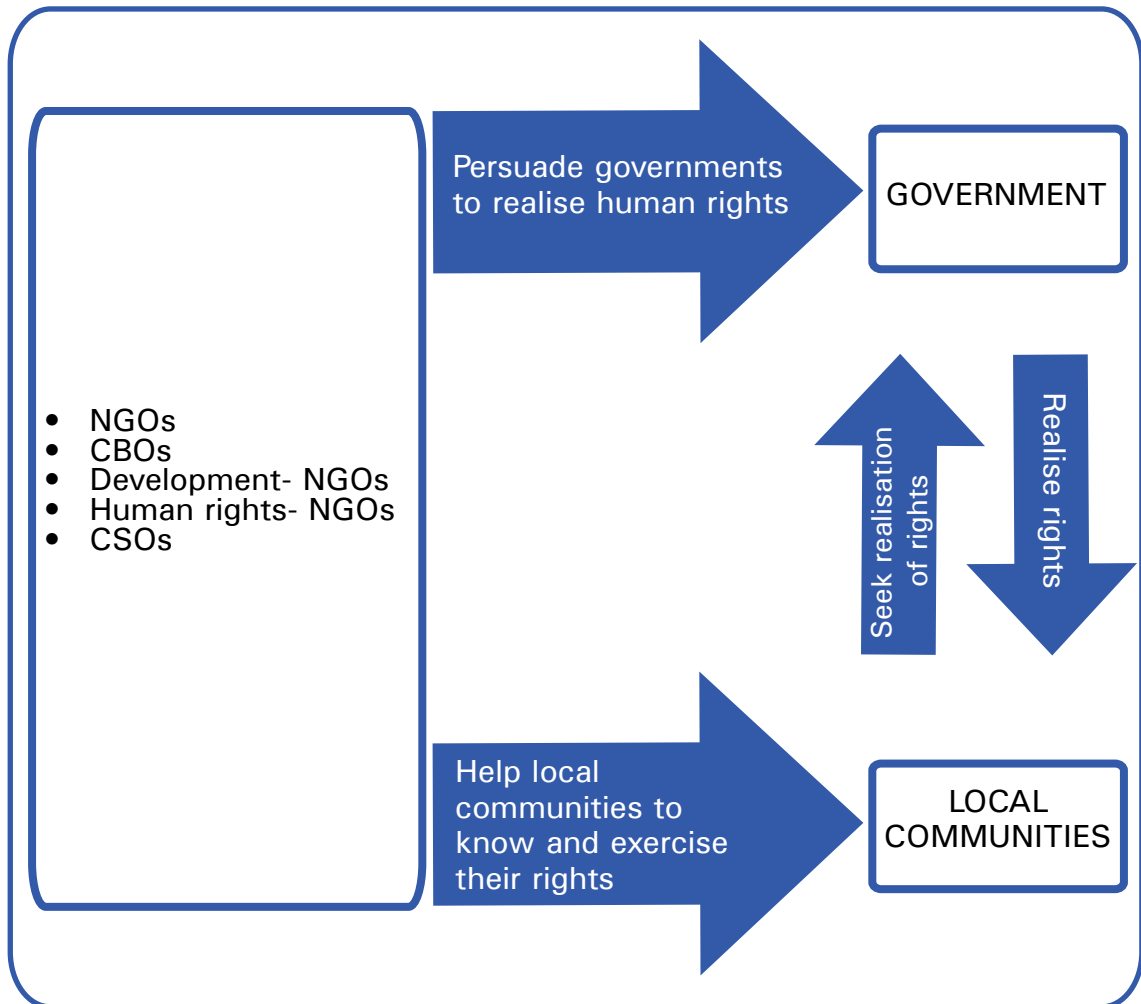 • NGOs
• CBOs
• Development- NGOs
• Human rights- NGOs
• CSOs
Persuade governments
to realise human rights
GOVERNMENT
Seek realisation
of rights
Realise rights
Help local
communities to
know and exercise
their rights
LOCAL
COMMUNITIES